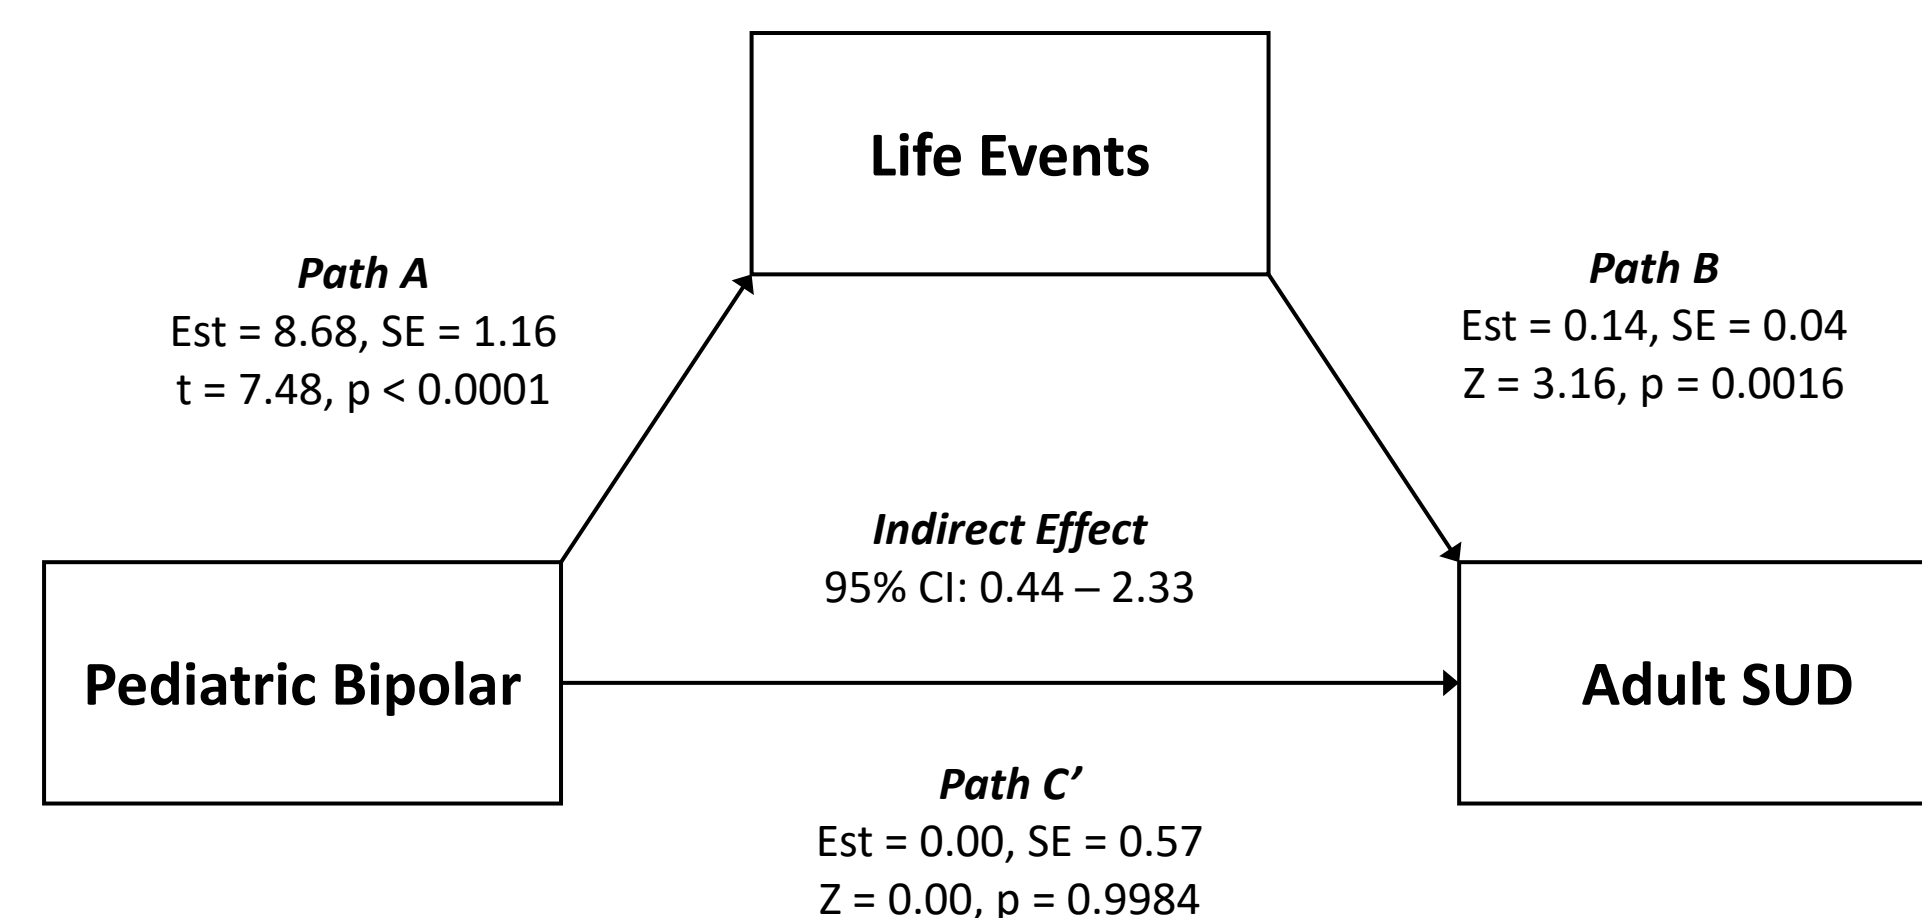 Life Events
Path A
Est = 8.68, SE = 1.16
t = 7.48, p < 0.0001
Path B
Est = 0.14, SE = 0.04
Z = 3.16, p = 0.0016
Indirect Effect
95% CI: 0.44 – 2.33
Pediatric Bipolar
Adult SUD
Path C’
Est = 0.00, SE = 0.57
Z = 0.00, p = 0.9984